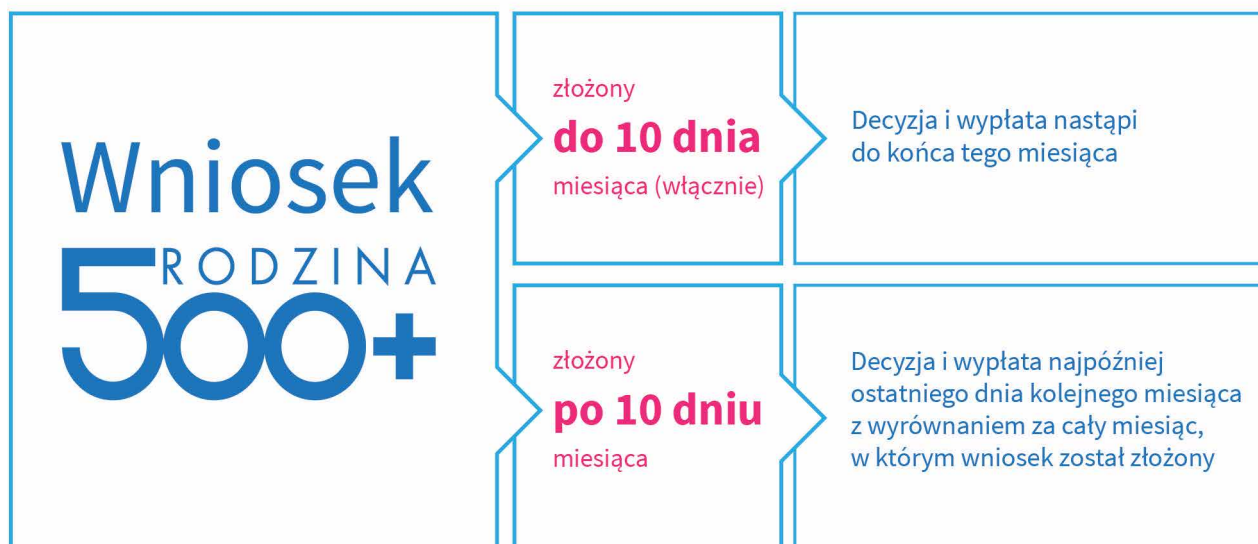 Wniosek
RODZINA
500+
złożony
do 10 dnia
miesiąca (włącznie)
Decyzja i wypłata nastąpi
do końca tego miesiąca
złożony
po 10 dniu
miesiąca
Decyzja i wypłata najpóźniej
ostatniego dnia kolejnego miesiąca
z wyrównaniem za cały miesiąc,
w którym wniosek został złożony